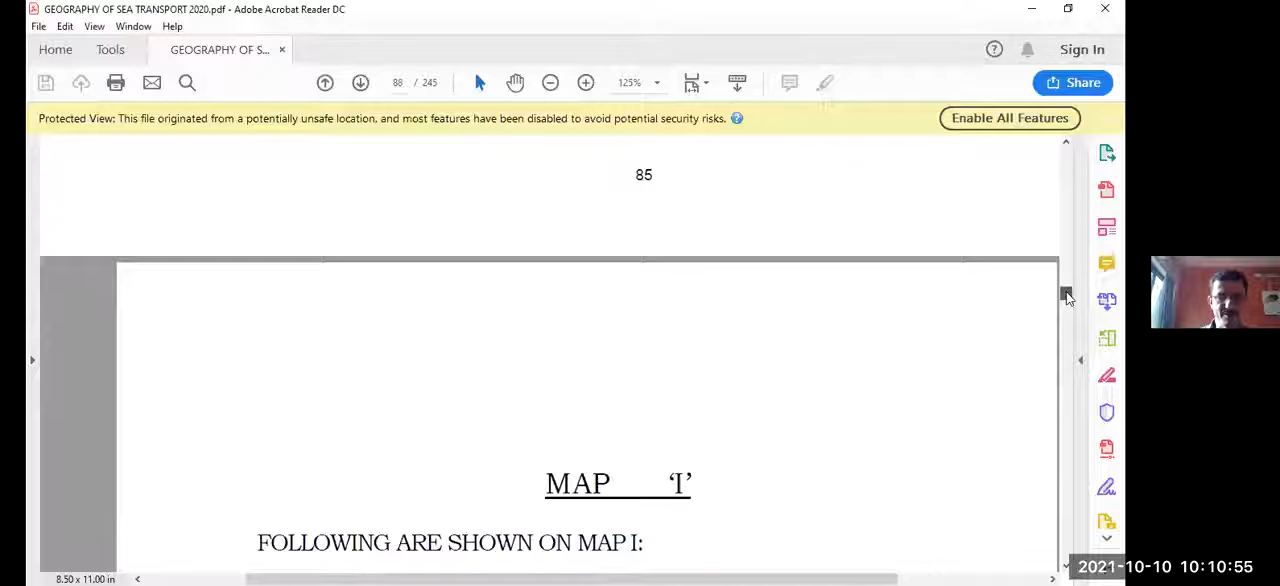 GEOGRAPHY OF SEA TRANSPORT 2020.pdf - Adobe Acrobat Reader DC
File Edit View Window Help
Home Tools GEOGRAPHY OF S... × Sign In
88 / 245 125% Share
Protected View: This file originated from a potentially unsafe location, and most features have been disabled to avoid potential security risks. Enable All Features
85
MAP ‘I’
FOLLOWING ARE SHOWN ON MAP I:
8.50 x 11.00 in
2021-10-10 10:10:55